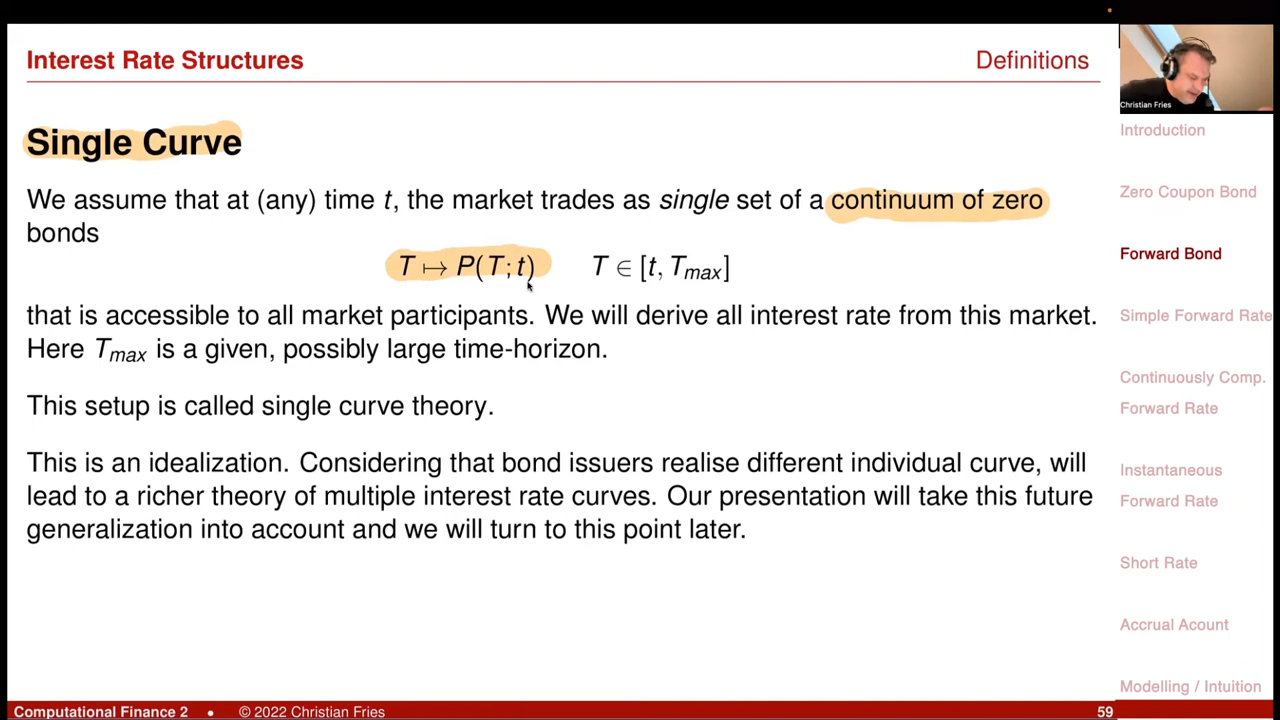 Interest Rate Structures
Definitions
Christian Fries
Single Curve
We assume that at (any) time t, the market trades as single set of a continuum of zero
bonds
T ↦ P(T; t) T ∈ [t, Tmax]
that is accessible to all market participants. We will derive all interest rate from this market.
Here Tmax is a given, possibly large time-horizon.
This setup is called single curve theory.
This is an idealization. Considering that bond issuers realise different individual curve, will
lead to a richer theory of multiple interest rate curves. Our presentation will take this future
generalization into account and we will turn to this point later.
Introduction
Zero Coupon Bond
Forward Bond
Simple Forward Rate
Continuously Comp.
Forward Rate
Instantaneous
Forward Rate
Short Rate
Accrual Acount
Modelling / Intuition
Computational Finance 2 • © 2022 Christian Fries
59